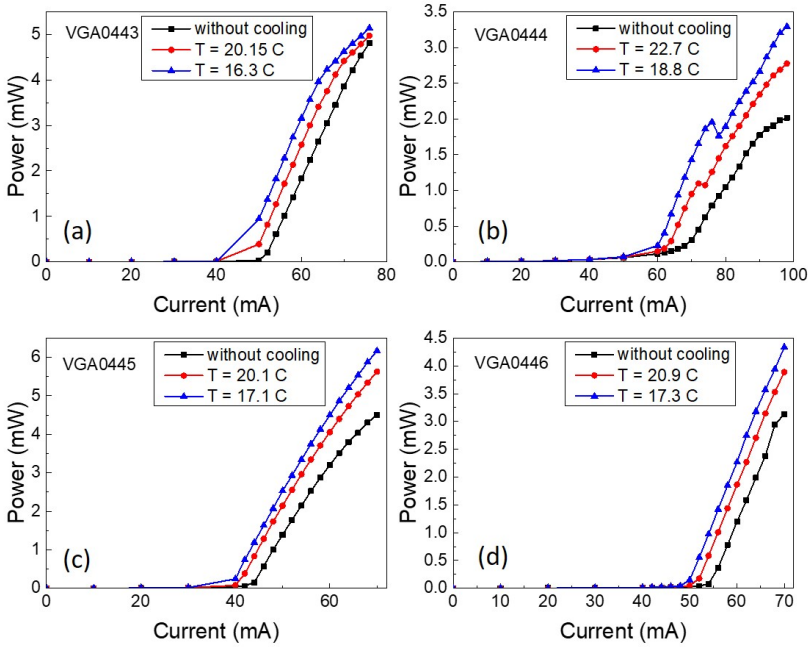 VGA0443
without cooling
T = 20.15 C
T = 16.3 C
(a)
Power (mW)
0
1
2
3
4
5
0 20 40 60 80
Current (mA)
VGA0444
without cooling
T = 22.7 C
T = 18.8 C
(b)
Power (mW)
3.5
3.0
2.5
2.0
1.5
1.0
0.5
0.0
0 20 40 60 80 100
Current (mA)
VGA0445
without cooling
T = 20.1 C
T = 17.1 C
(c)
Power (mW)
6
5
4
3
2
1
0
0 20 40 60
Current (mA)
VGA0446
without cooling
T = 20.9 C
T = 17.3 C
(d)
Power (mW)
4.5
4.0
3.5
3.0
2.5
2.0
1.5
1.0
0.5
0.0
0 10 20 30 40 50 60 70
Current (mA)